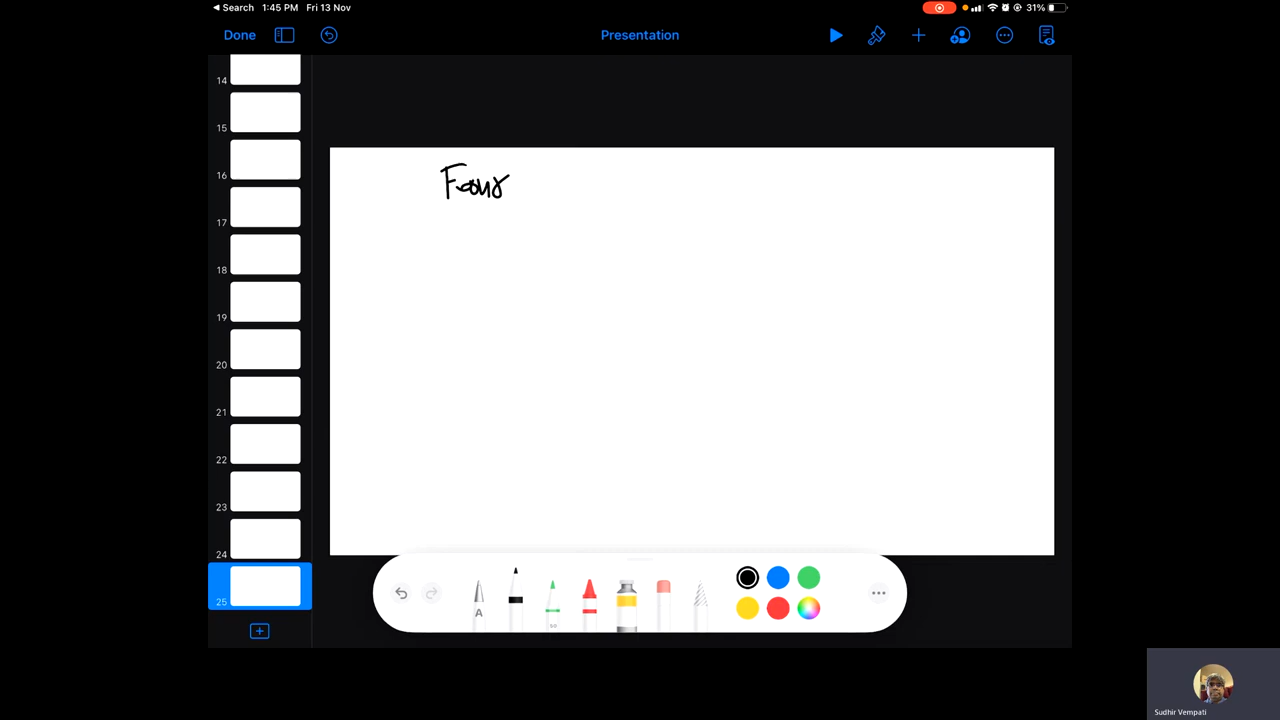 Search 1:45 PM Fri 13 Nov 31%
Done Presentation
14
15
16
17
18
19
20
21
22
23
24
25
Four
A
50
Sudhir Vempati